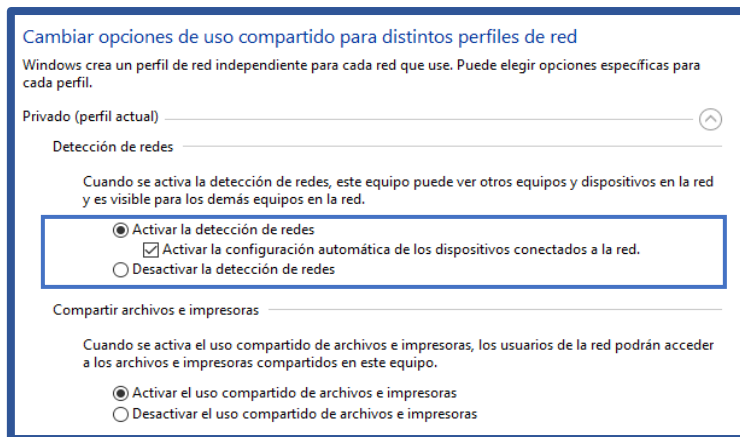 Cambiar opciones de uso compartido para distintos perfiles de red
Windows crea un perfil de red independiente para cada red que use. Puede elegir opciones específicas para
cada perfil.
Privado (perfil actual)
Detección de redes
Cuando se activa la detección de redes, este equipo puede ver otros equipos y dispositivos en la red
y es visible para los demás equipos en la red.
Activar la detección de redes
Activar la configuración automática de los dispositivos conectados a la red.
Desactivar la detección de redes
Compartir archivos e impresoras
Cuando se activa el uso compartido de archivos e impresoras, los usuarios de la red podrán acceder
a los archivos e impresoras compartidos en este equipo.
Activar el uso compartido de archivos e impresoras
Desactivar el uso compartido de archivos e impresoras